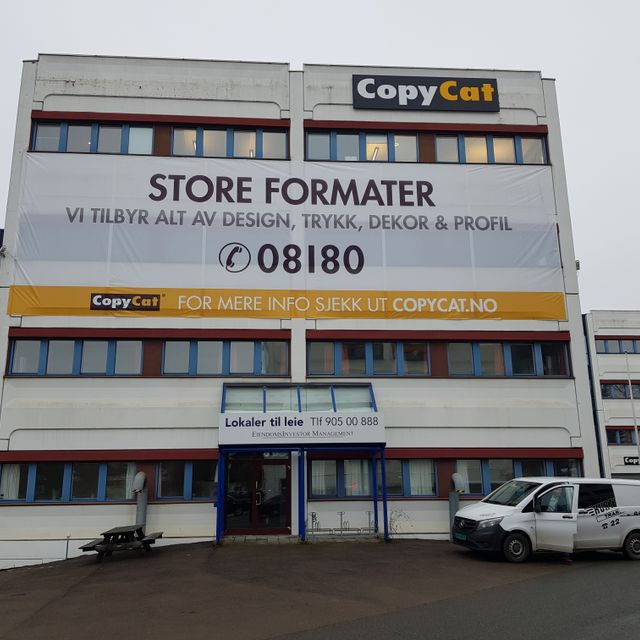 CopyCat
STORE FORMATER
VI TILBYR ALT AV DESIGN, TRYKK, DEKOR & PROFIL
08180
CopyCat FOR MERE INFO SJEKK UT COPYCAT.NO
Lokaler til leie Tlf 905 00 888
EIENDOMSINVESTOR MANAGEMENT
22